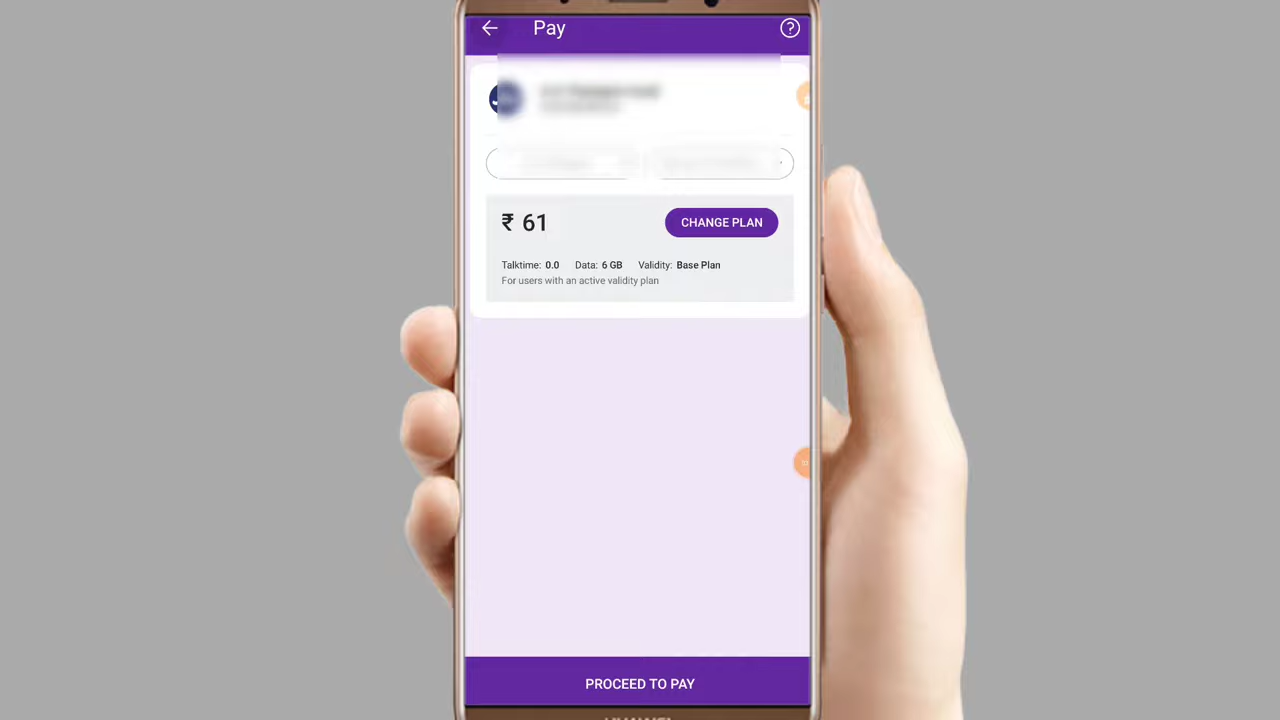 Pay
₹ 61
CHANGE PLAN
Talktime: 0.0 Data: 6 GB Validity: Base Plan
For users with an active validity plan
PROCEED TO PAY
HUAWEI